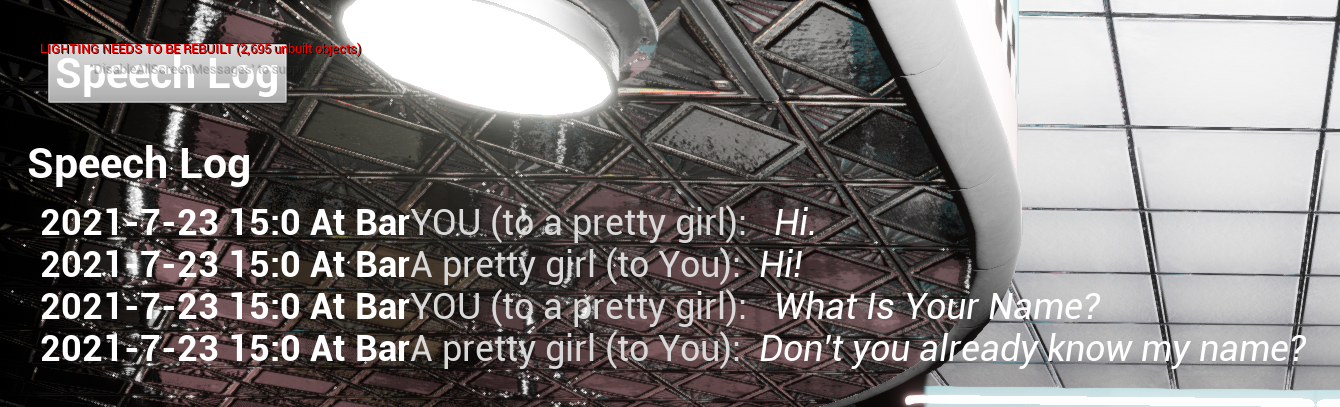 LIGHTING NEEDS TO BE REBUILT (2,695 unbuilt objects)
'DisableAllScreenMessages' to su
Speech Log
Speech Log
2021-7-23 15:0 At BarYOU (to a pretty girl): Hi.
2021-7-23 15:0 At BarA pretty girl (to You): Hi!
2021-7-23 15:0 At BarYOU (to a pretty girl): What Is Your Name?
2021-7-23 15:0 At BarA pretty girl (to You): Don't you already know my name?